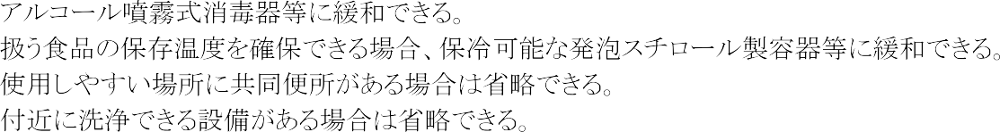 アルコール噴霧式消毒器等に緩和できる。
扱う食品の保存温度を確保できる場合、保冷可能な発泡スチロール製容器等に緩和できる。
使用しやすい場所に共同便所がある場合は省略できる。
付近に洗浄できる設備がある場合は省略できる。